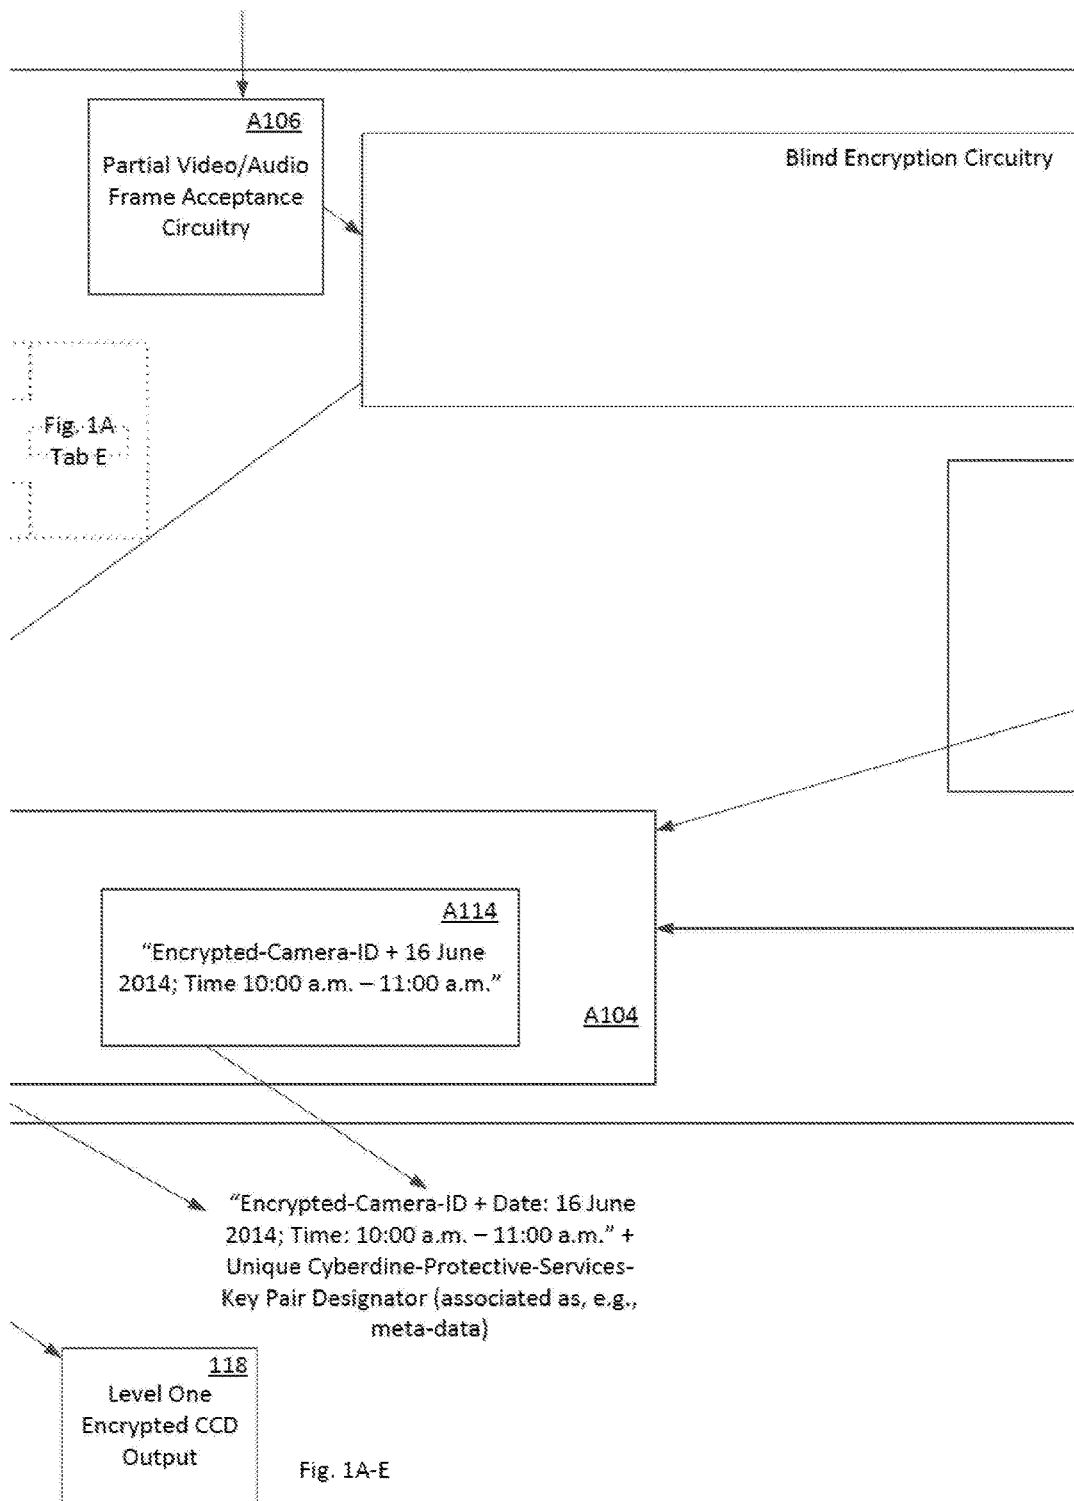 A106
Partial Video/Audio
Frame Acceptance
Circuitry
Blind Encryption Circuitry
Fig. 1A
Tab E
A114
“Encrypted-Camera-ID + 16 June
2014; Time 10:00 a.m. – 11:00 a.m.”
A104
“Encrypted-Camera-ID + Date: 16 June
2014; Time: 10:00 a.m. – 11:00 a.m.” +
Unique Cyberdine-Protective-Services-
Key Pair Designator (associated as, e.g.,
meta-data)
118
Level One
Encrypted CCD
Output
Fig. 1A-E